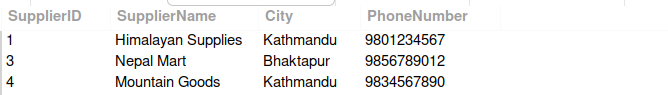 SupplierID SupplierName City PhoneNumber
1 Himalayan Supplies Kathmandu 9801234567
3 Nepal Mart Bhaktapur 9856789012
4 Mountain Goods Kathmandu 9834567890